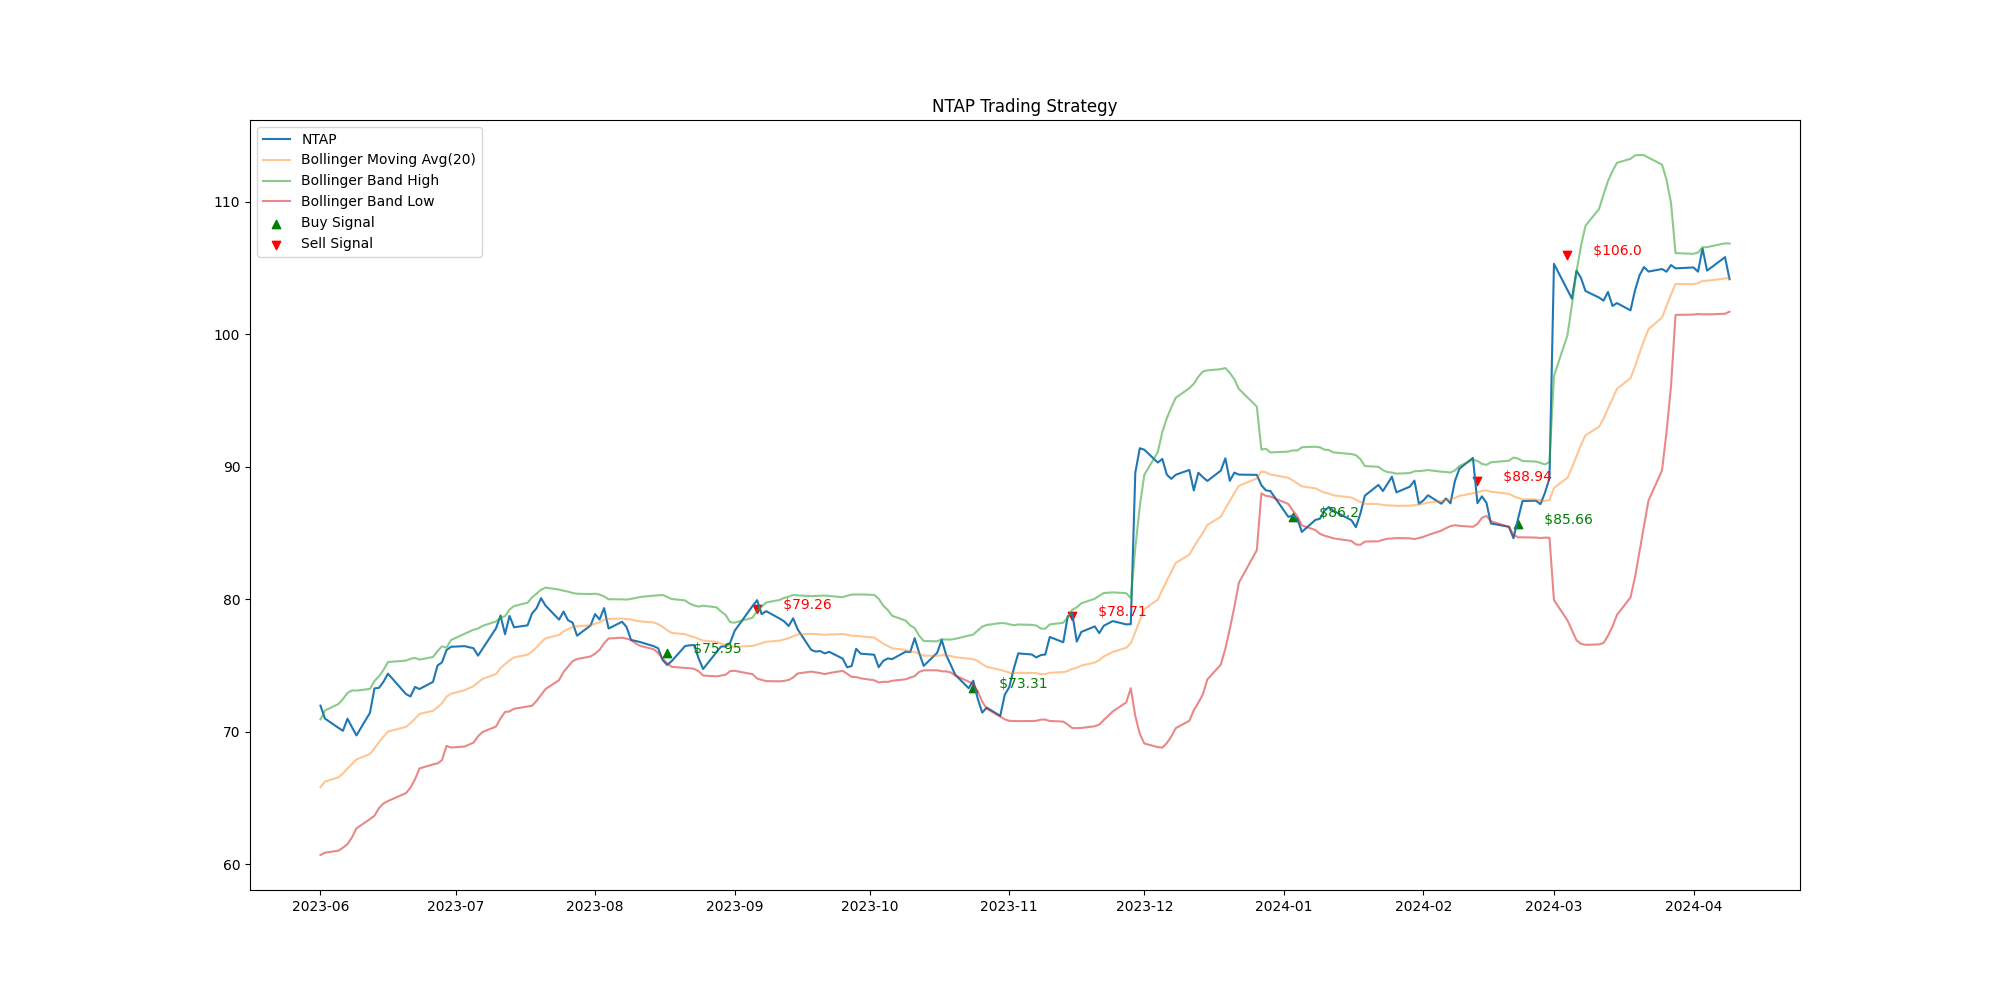 NTAP Trading Strategy
NTAP
Bollinger Moving Avg(20)
Bollinger Band High
Bollinger Band Low
Buy Signal
Sell Signal
110
100
90
80
70
60
$106.0
$88.94
$86.2
$85.66
$79.26
$78.71
$75.95
$73.31
2023-06 2023-07 2023-08 2023-09 2023-10 2023-11 2023-12 2024-01 2024-02 2024-03 2024-04